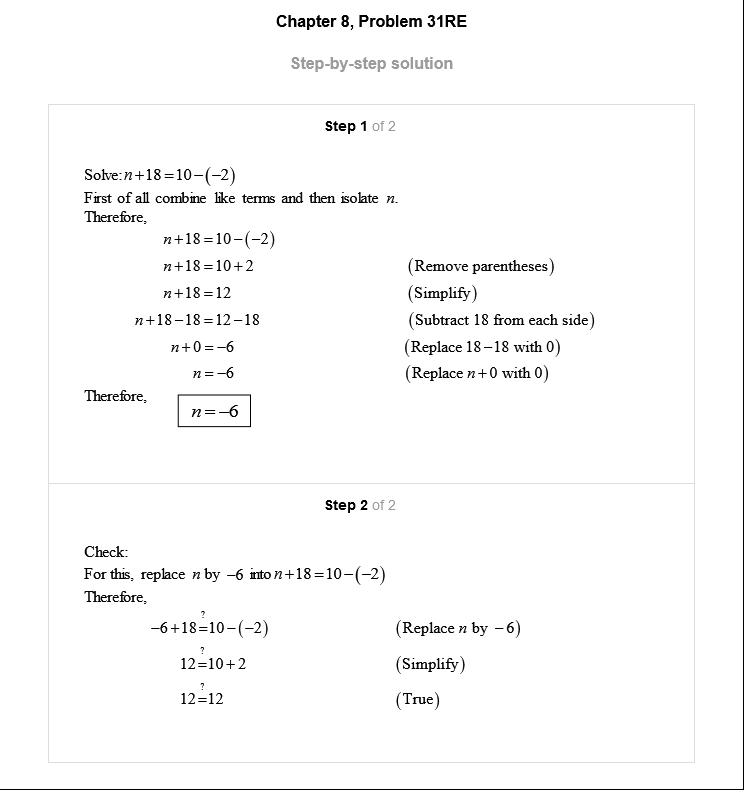 Chapter 8, Problem 31RE
Step-by-step solution
Step 1 of 2
Solve: n+18=10−(−2)
First of all combine like terms and then isolate n.
Therefore,
n+18=10−(−2)
n+18=10+2 (Remove parentheses)
n+18=12 (Simplify)
n+18−18=12−18 (Subtract 18 from each side)
n+0=−6 (Replace 18−18 with 0)
n=−6 (Replace n+0 with 0)
Therefore,
n=−6
Step 2 of 2
Check:
For this, replace n by −6 into n+18=10−(−2)
Therefore,
−6+18≟10−(−2) (Replace n by −6)
12≟10+2 (Simplify)
12≟12 (True)